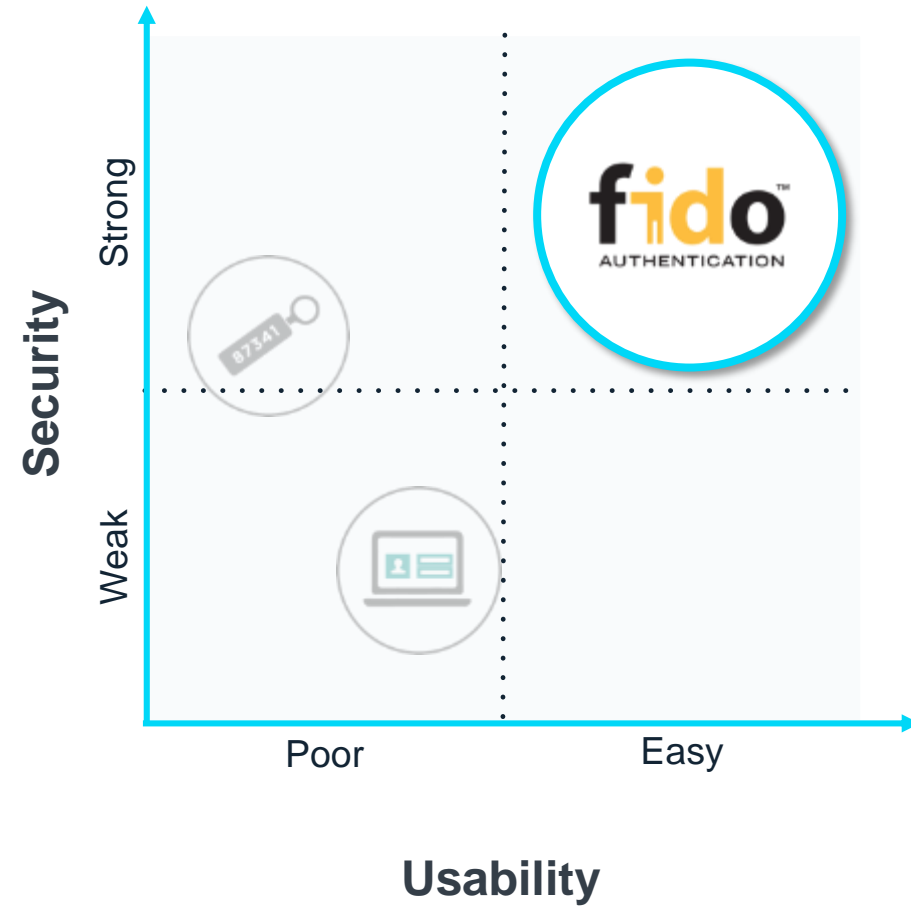 Security
Strong
Weak
87341
fido™
AUTHENTICATION
Poor
Easy
Usability